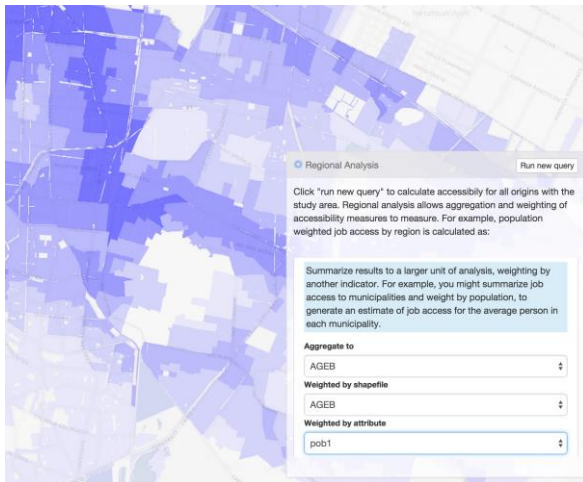 Regional Analysis
Run new query
Click "run new query" to calculate accessibily for all origins with the
study area. Regional analysis allows aggregation and weighting of
accessibility measures to measure. For example, population
weighted job access by region is calculated as:
Summarize results to a larger unit of analysis, weighting by
another indicator. For example, you might summarize job
access to municipalities and weight by population, to
generate an estimate of job access for the average person in
each municipality.
Aggregate to
AGEB
Weighted by shapefile
AGEB
Weighted by attribute
pob1